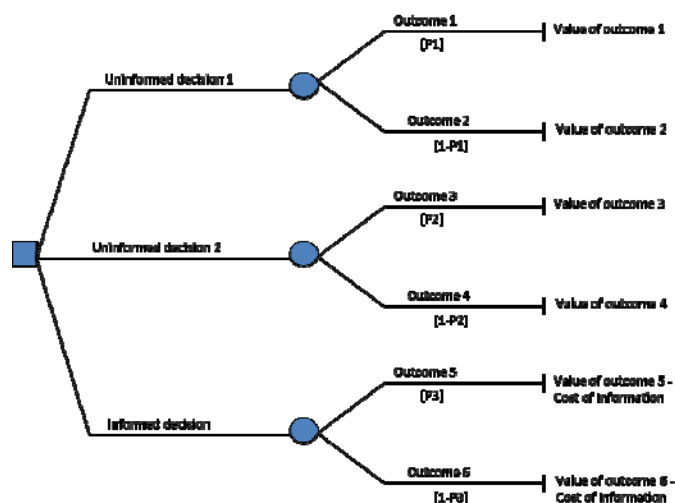 Outcome 1
[P1]
Value of outcome 1
Uninformed decision 1
Outcome 2
[1-P1]
Value of outcome 2
Outcome 3
[P2]
Value of outcome 3
Uninformed decision 2
Outcome 4
[1-P2]
Value of outcome 4
Outcome 5
[P3]
Value of outcome 5 -
Cost of Information
Informed decision
Outcome 6
[1-P3]
Value of outcome 6 -
Cost of Information